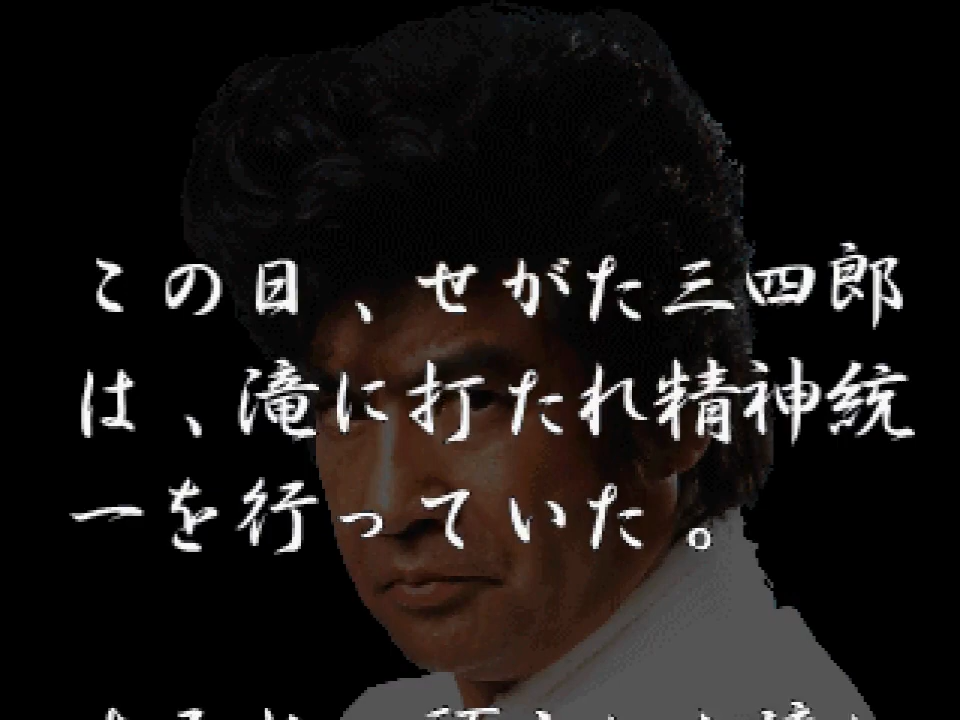 この日、せがた三四郎
は、滝に打たれ精神統
一を行っていた。